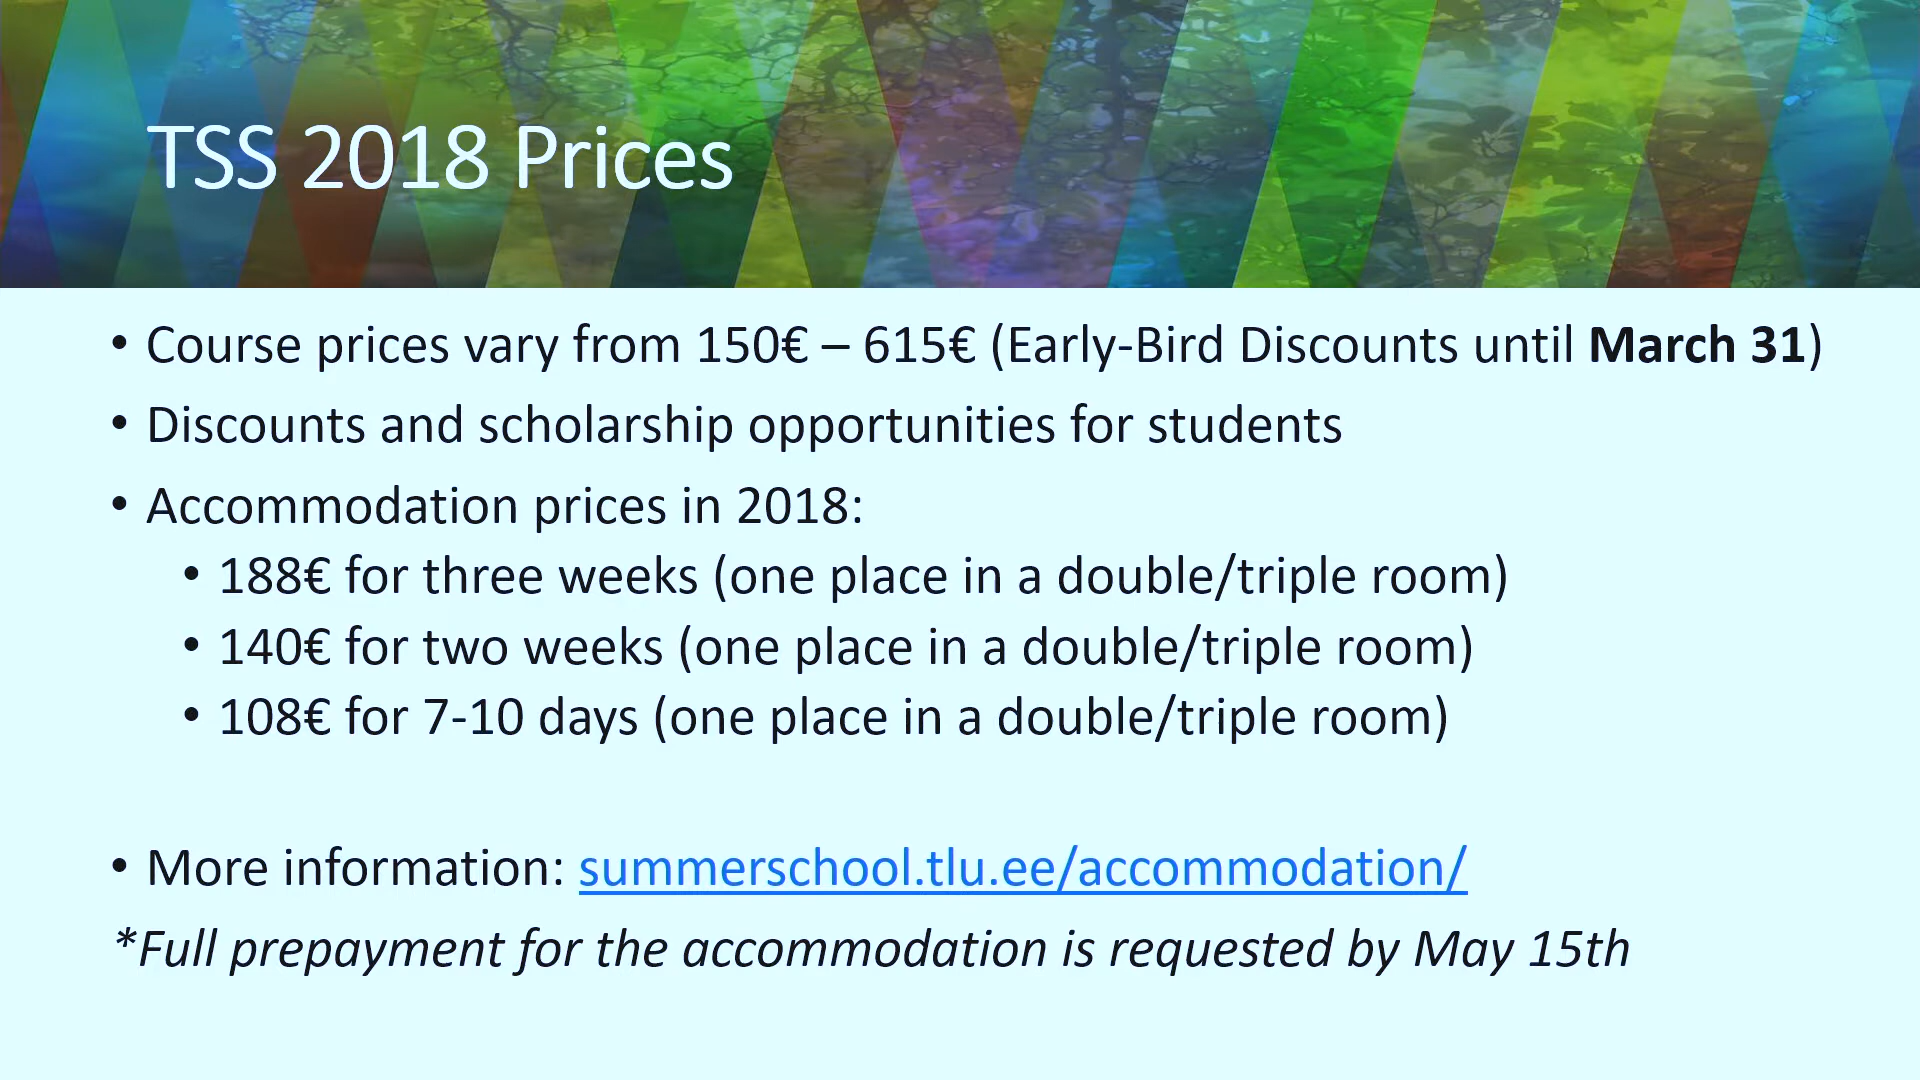 TSS 2018 Prices
• Course prices vary from 150€ – 615€ (Early-Bird Discounts until March 31)
• Discounts and scholarship opportunities for students
• Accommodation prices in 2018:
• 188€ for three weeks (one place in a double/triple room)
• 140€ for two weeks (one place in a double/triple room)
• 108€ for 7-10 days (one place in a double/triple room)
• More information: summerschool.tlu.ee/accommodation/
*Full prepayment for the accommodation is requested by May 15th